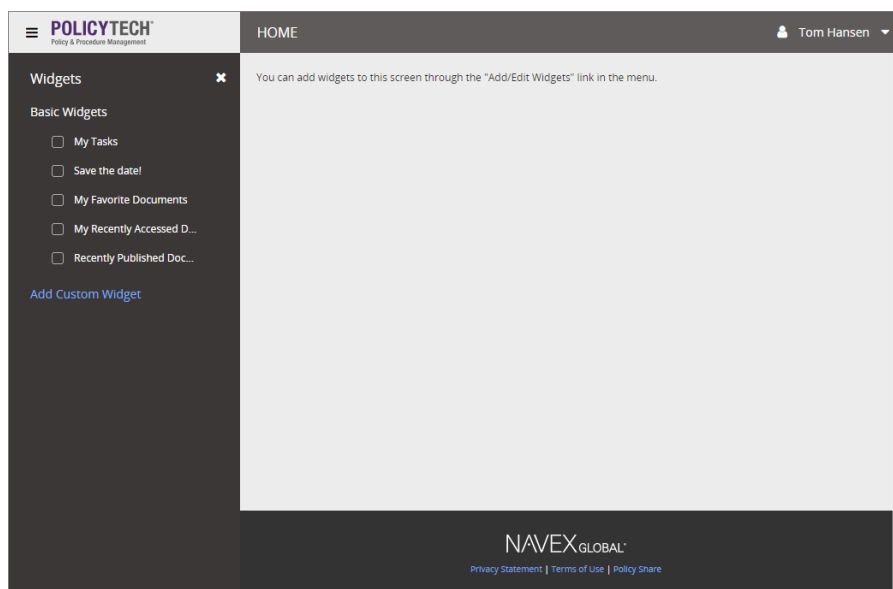 POLICYTECH®
Policy & Procedure Management
HOME
Tom Hansen
Widgets
You can add widgets to this screen through the "Add/Edit Widgets" link in the menu.
Basic Widgets
My Tasks
Save the date!
My Favorite Documents
My Recently Accessed D...
Recently Published Doc...
Add Custom Widget
NAVEX GLOBAL®
Privacy Statement | Terms of Use | Policy Share